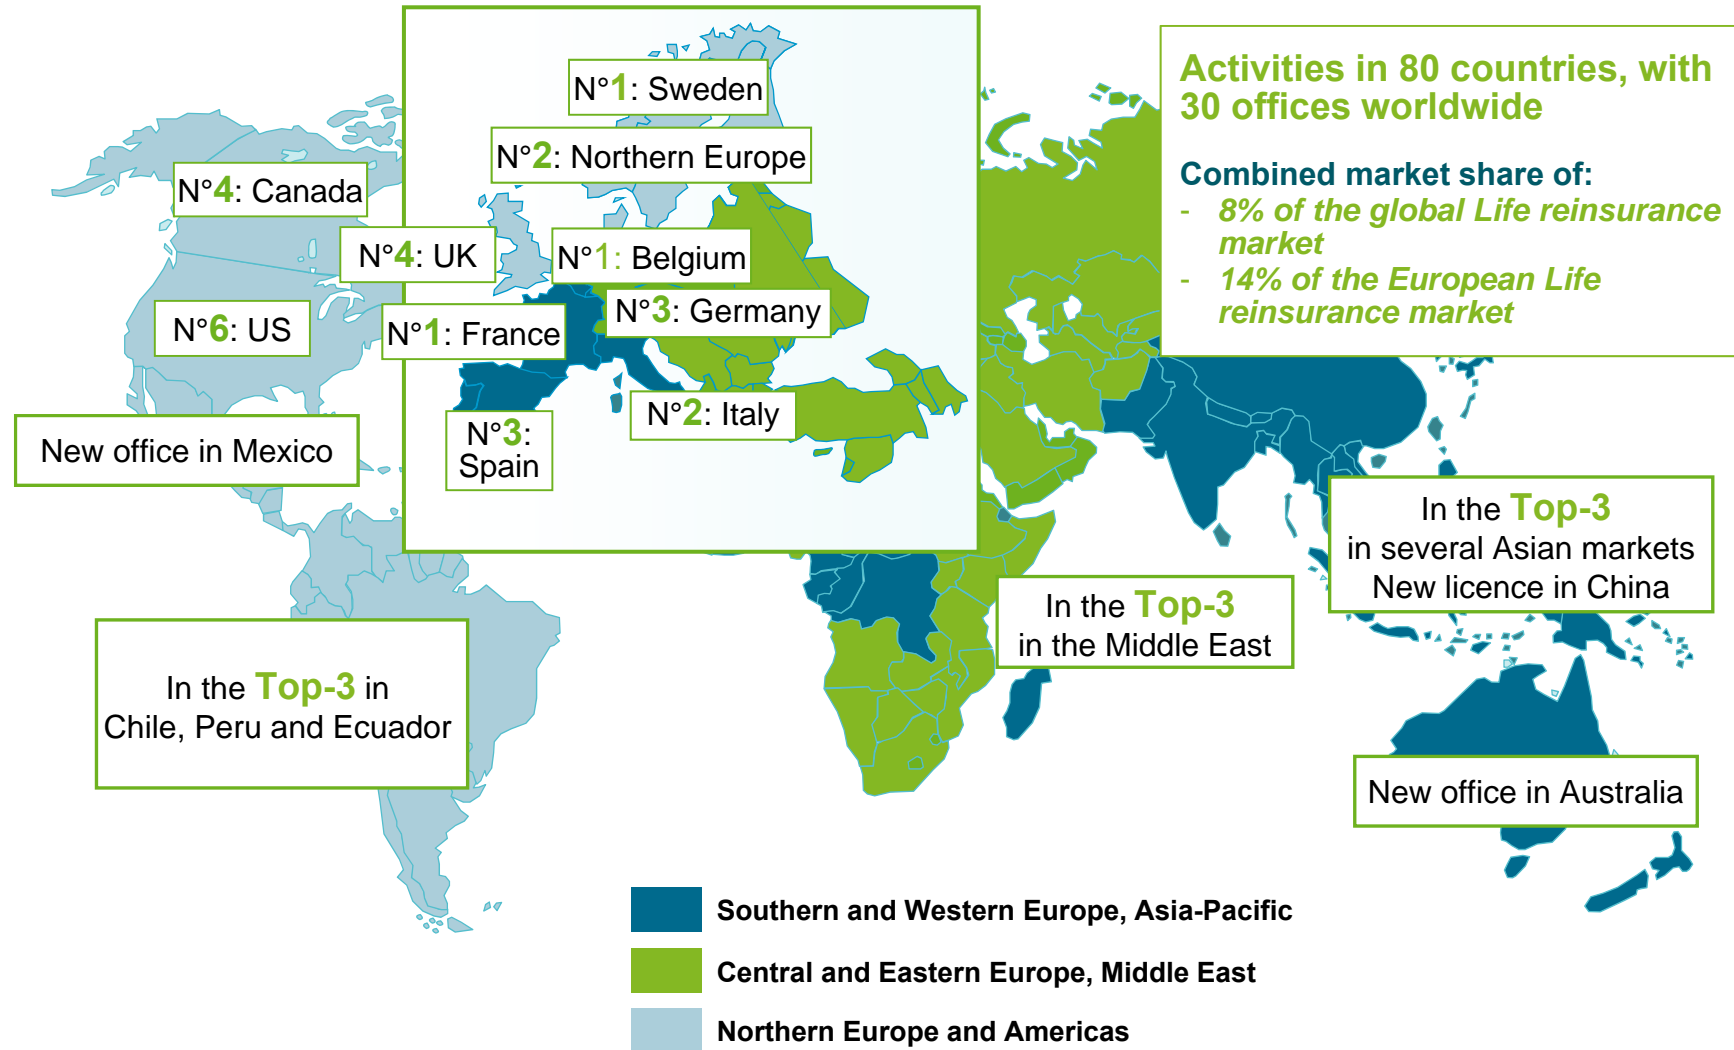 Activities in 80 countries, with
30 offices worldwide
Combined market share of:
- 8% of the global Life reinsurance
market
- 14% of the European Life
reinsurance market
N°1: Sweden
N°2: Northern Europe
N°4: Canada
N°4: UK
N°1: Belgium
N°6: US
N°1: France
N°3: Germany
N°2: Italy
N°3:
Spain
New office in Mexico
In the Top-3
in several Asian markets
New licence in China
In the Top-3
in the Middle East
In the Top-3 in
Chile, Peru and Ecuador
New office in Australia
Southern and Western Europe, Asia-Pacific
Central and Eastern Europe, Middle East
Northern Europe and Americas